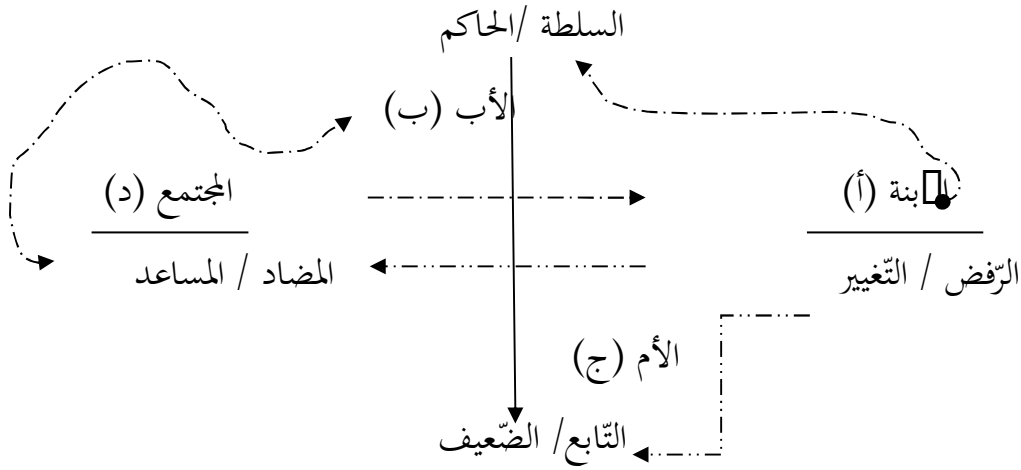 السلطة /الحاكم
الأب (ب)
بنة (أ)
المجتمع (د)
الرّفض / التّغيير
المضاد / المساعد
الأم (ج)
التّابع/ الضّعيف